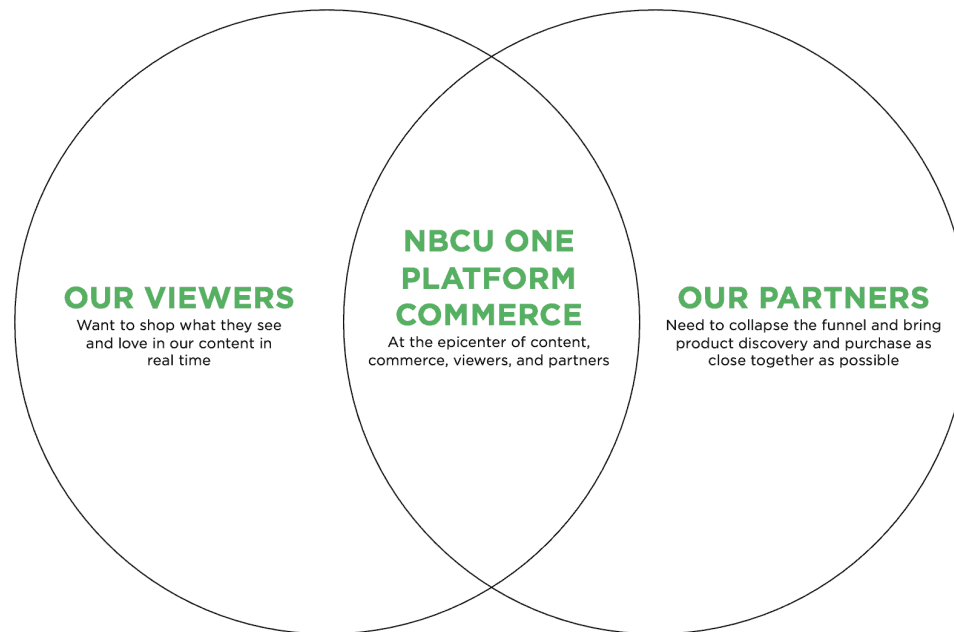 OUR VIEWERS
Want to shop what they see
and love in our content in
real time
NBCU ONE
PLATFORM
COMMERCE
At the epicenter of content,
commerce, viewers, and partners
OUR PARTNERS
Need to collapse the funnel and bring
product discovery and purchase as
close together as possible